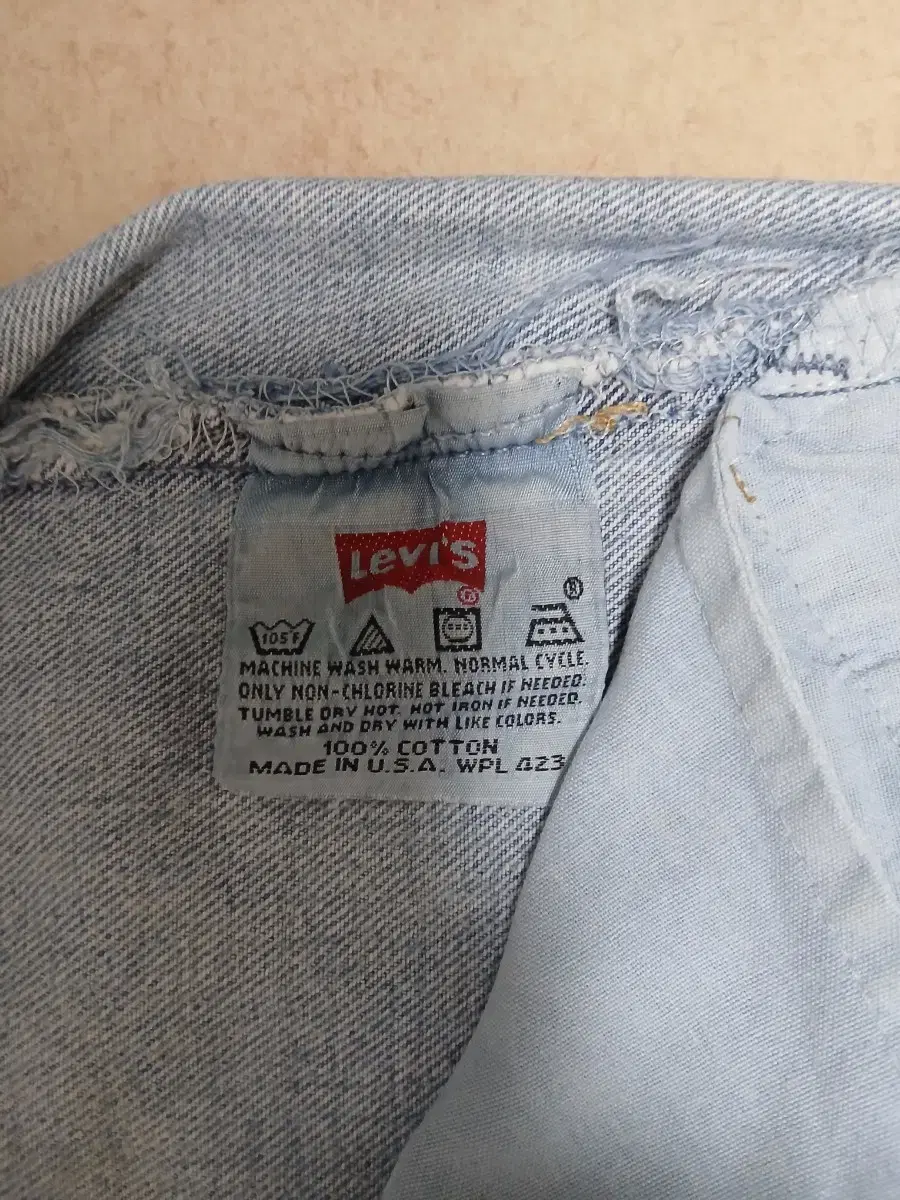 Levi's
®
®
105°F
MACHINE WASH WARM. NORMAL CYCLE.
ONLY NON-CHLORINE BLEACH IF NEEDED.
TUMBLE DRY HOT. HOT IRON IF NEEDED.
WASH AND DRY WITH LIKE COLORS.
100% COTTON
MADE IN U.S.A. WPL 423